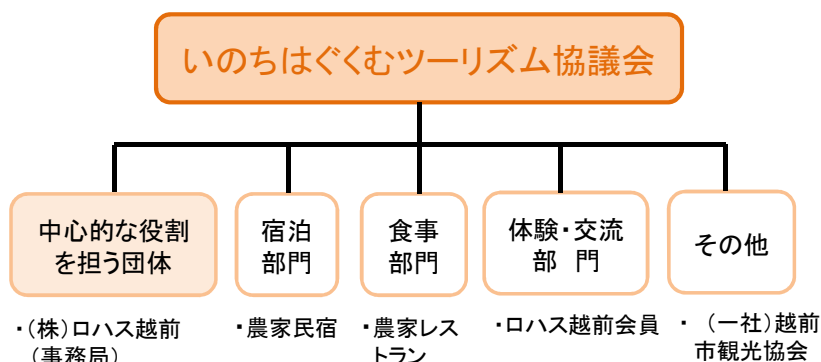 いのちはぐくむツーリズム協議会
中心的な役割
を担う団体
宿泊
部門
食事
部門
体験・交流
部　門
その他
・(株)ロハス越前
(事務局)
・農家民宿
・農家レス
トラン
・ロハス越前会員
・ (一社)越前
市観光協会